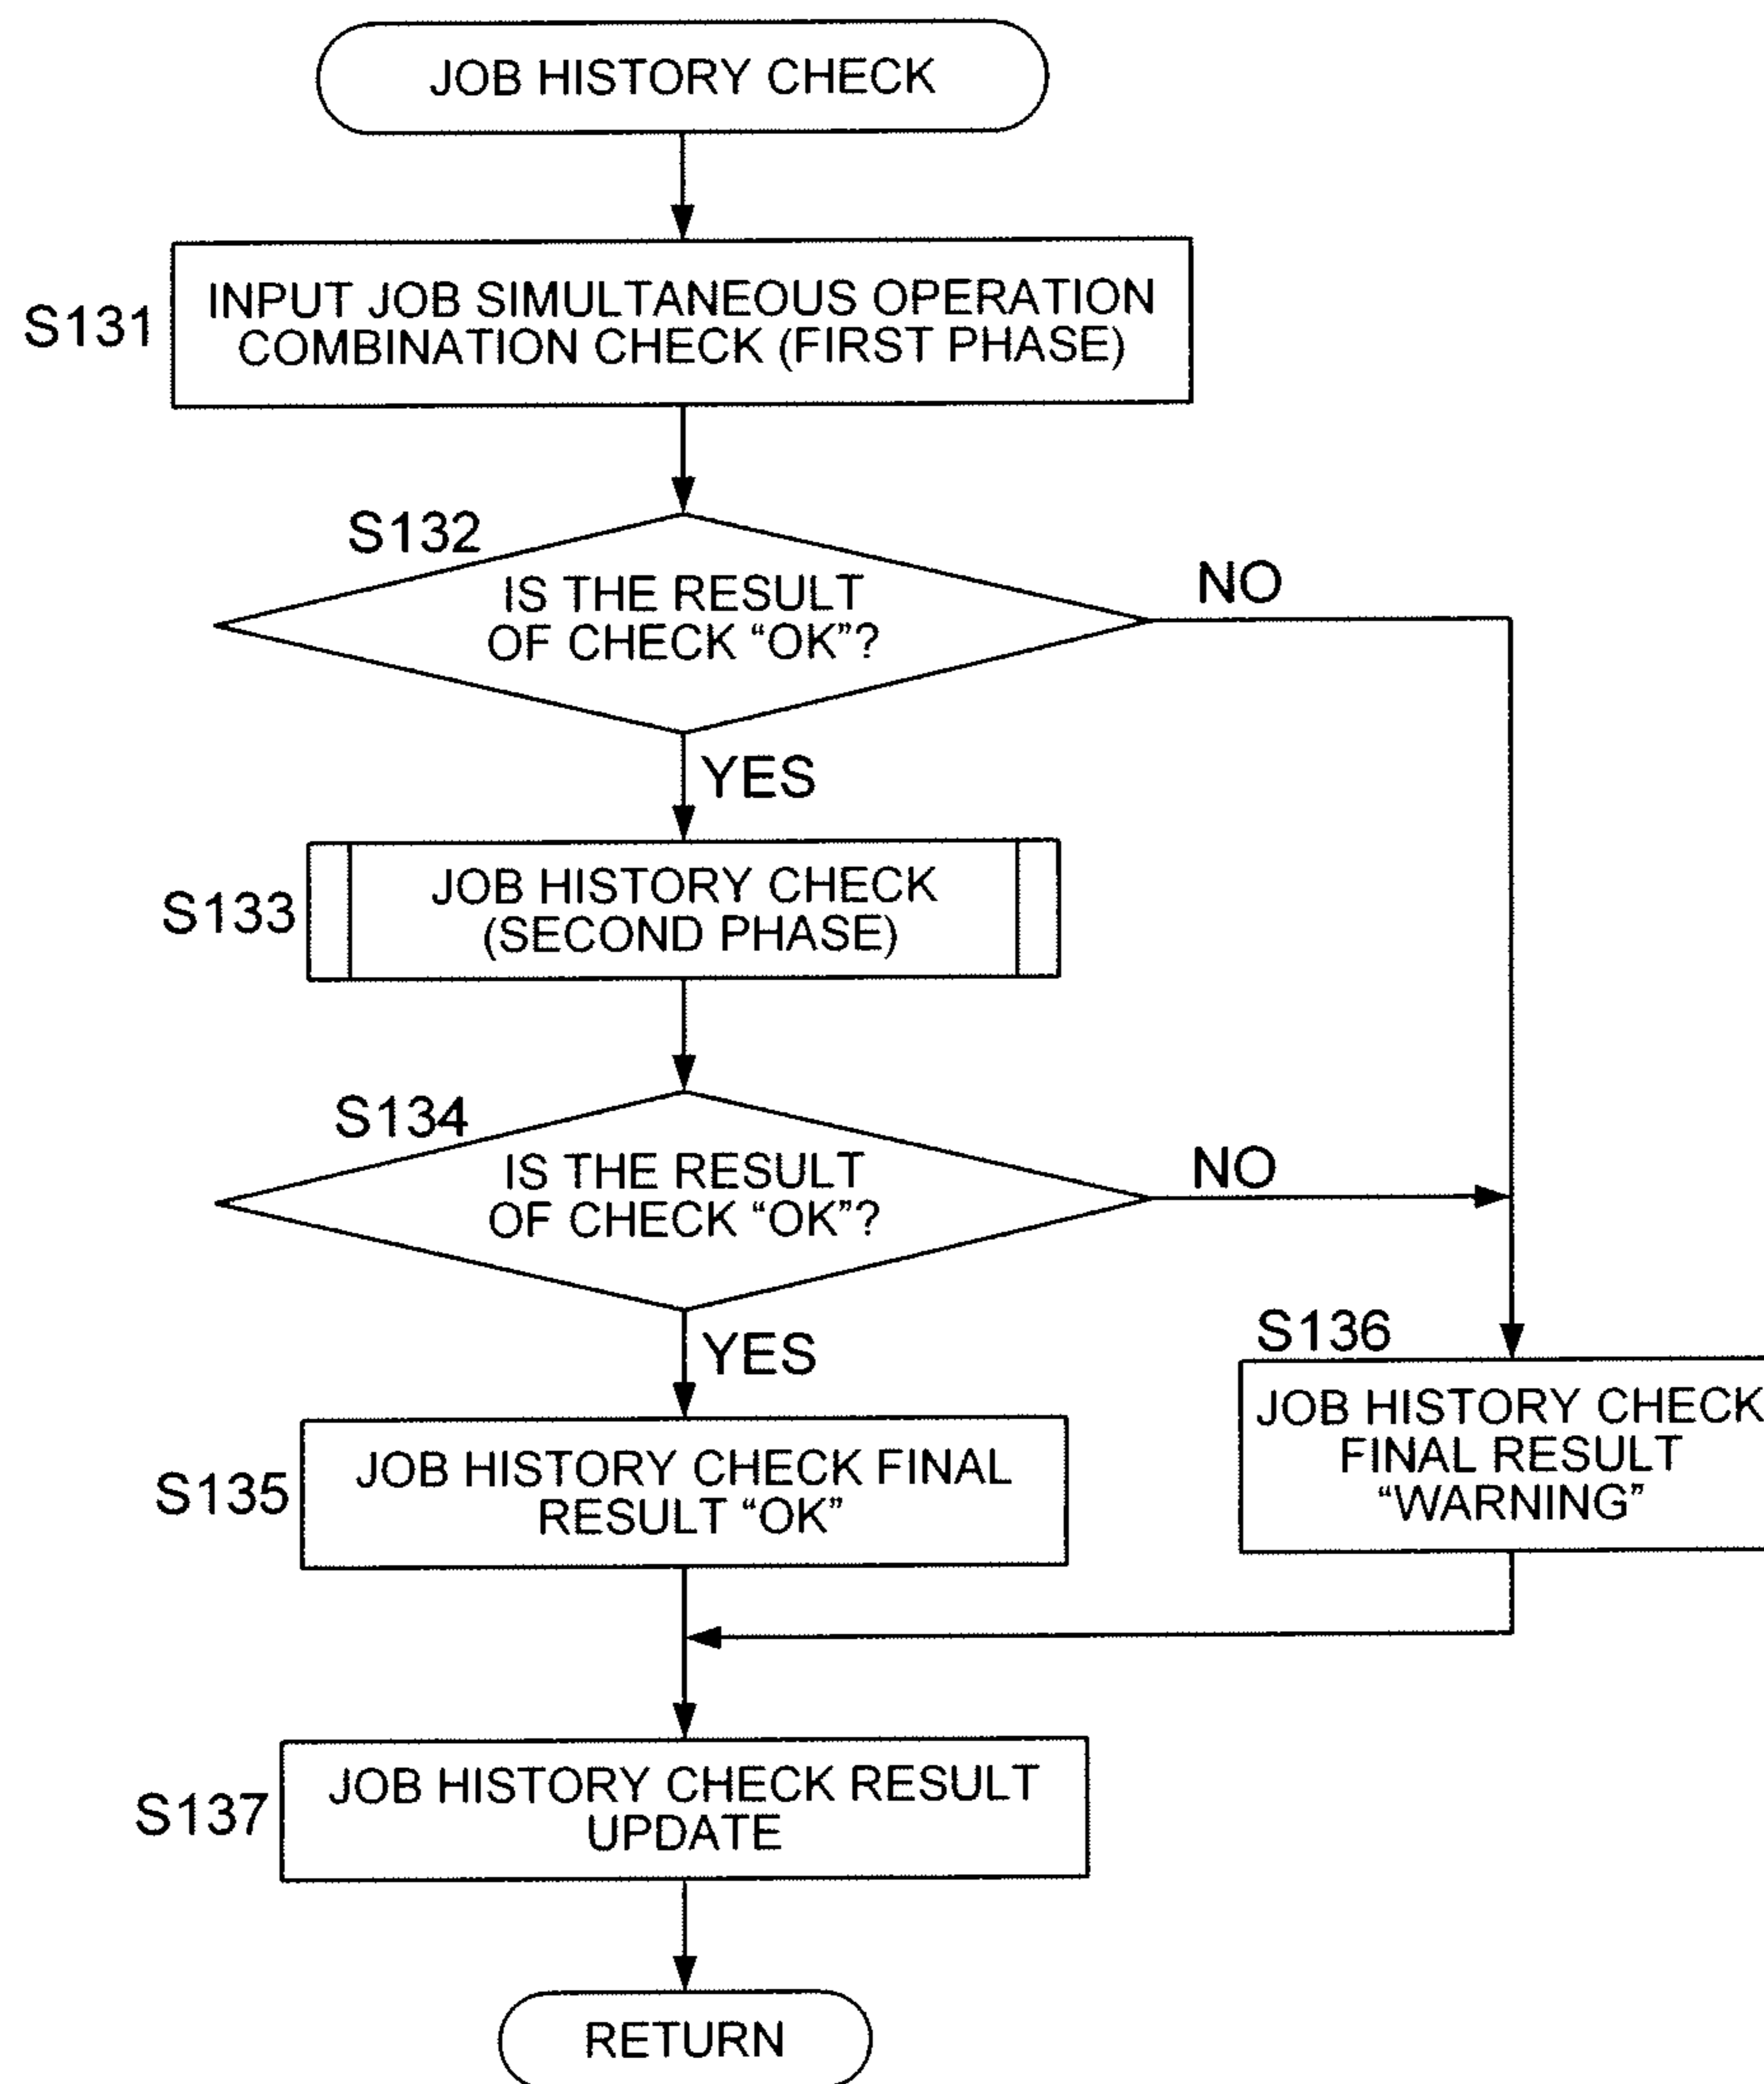 JOB HISTORY CHECK
S131
INPUT JOB SIMULTANEOUS OPERATION
COMBINATION CHECK (FIRST PHASE)
S132
IS THE RESULT
OF CHECK “OK”?
NO
YES
S133
JOB HISTORY CHECK
(SECOND PHASE)
S134
IS THE RESULT
OF CHECK “OK”?
NO
YES
S135
JOB HISTORY CHECK FINAL
RESULT “OK”
S136
JOB HISTORY CHECK
FINAL RESULT
“WARNING”
S137
JOB HISTORY CHECK RESULT
UPDATE
RETURN